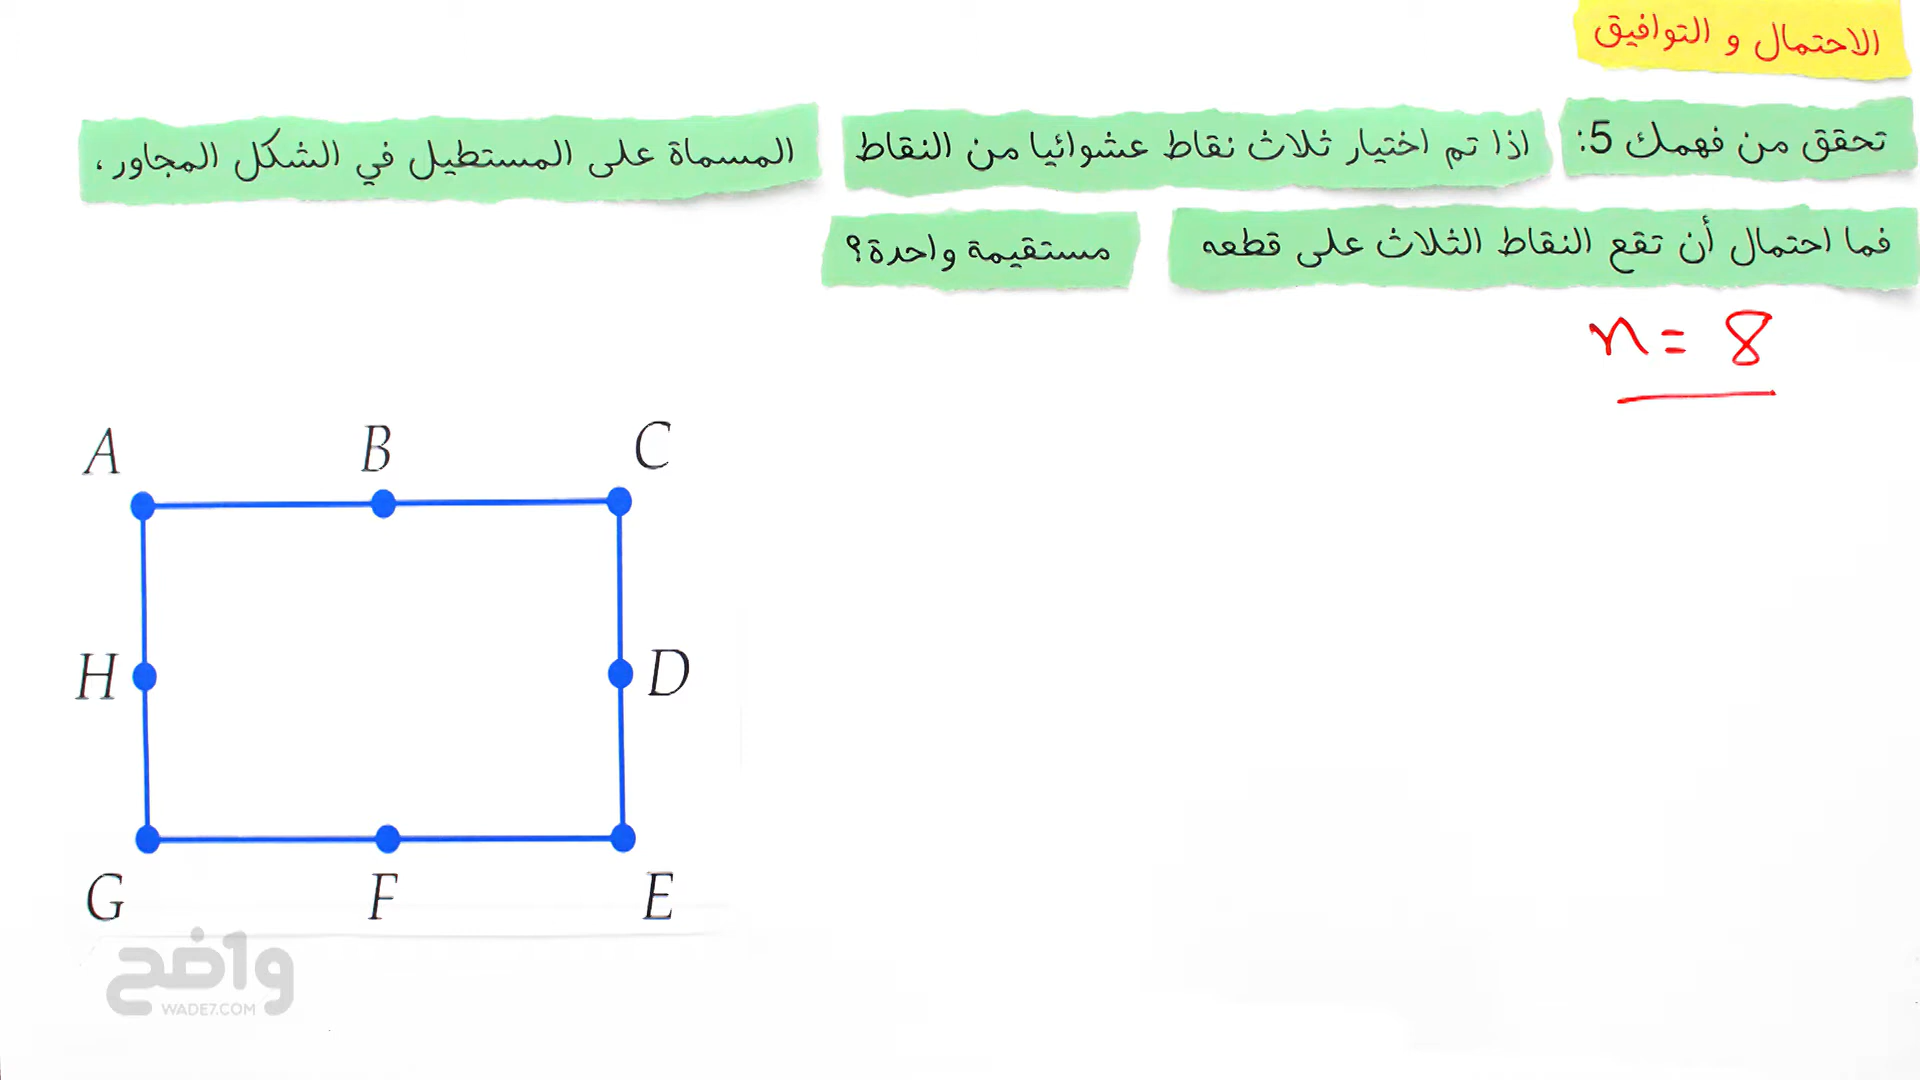 الاحتمال و التوافيق
تحقق من فهمك 5: اذا تم اختيار ثلاث نقاط عشوائيا من النقاط المسماة على المستطيل في الشكل المجاور،
فما احتمال أن تقع النقاط الثلاث على قطعه مستقيمة واحدة؟
n = 8
A B C
H D
G F E
واضح
WADE7.COM